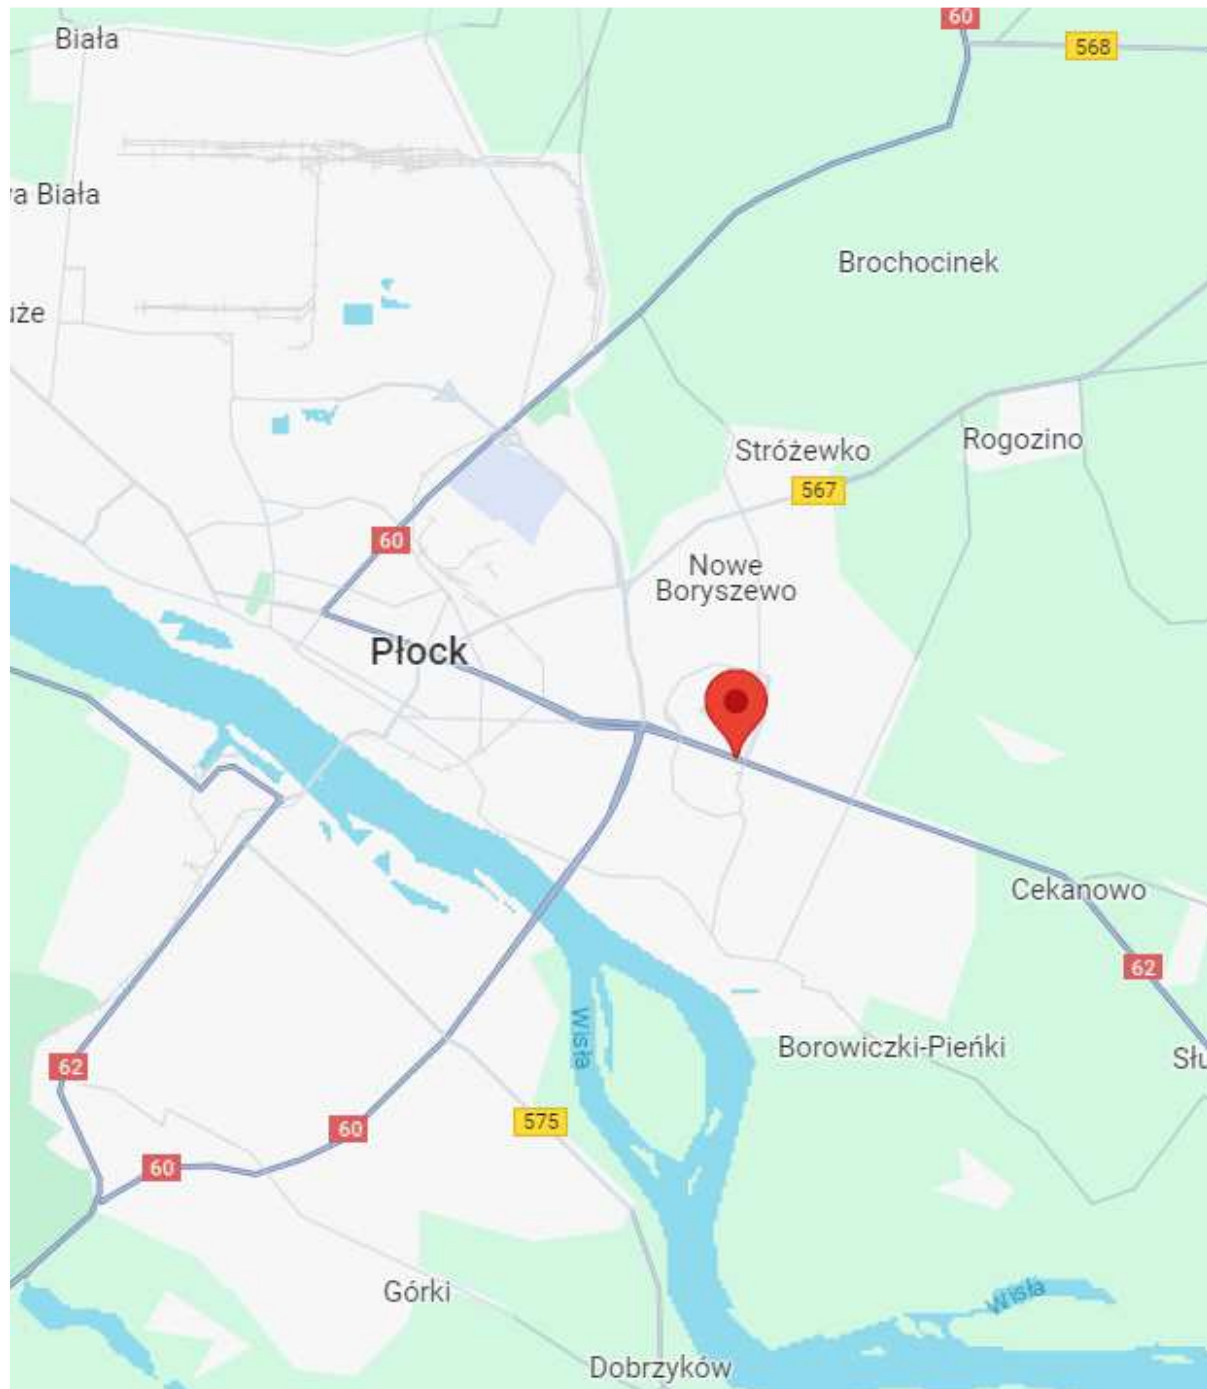 60
568
Biała
a Biała
Brochocinek
uże
Stróżewko
Rogozino
567
60
Nowe
Boryszewo
Płock
Cekanowo
62
Wisła
Borowiczki-Pieńki
Słu
62
575
60
60
Górki
Wisła
Dobrzyków